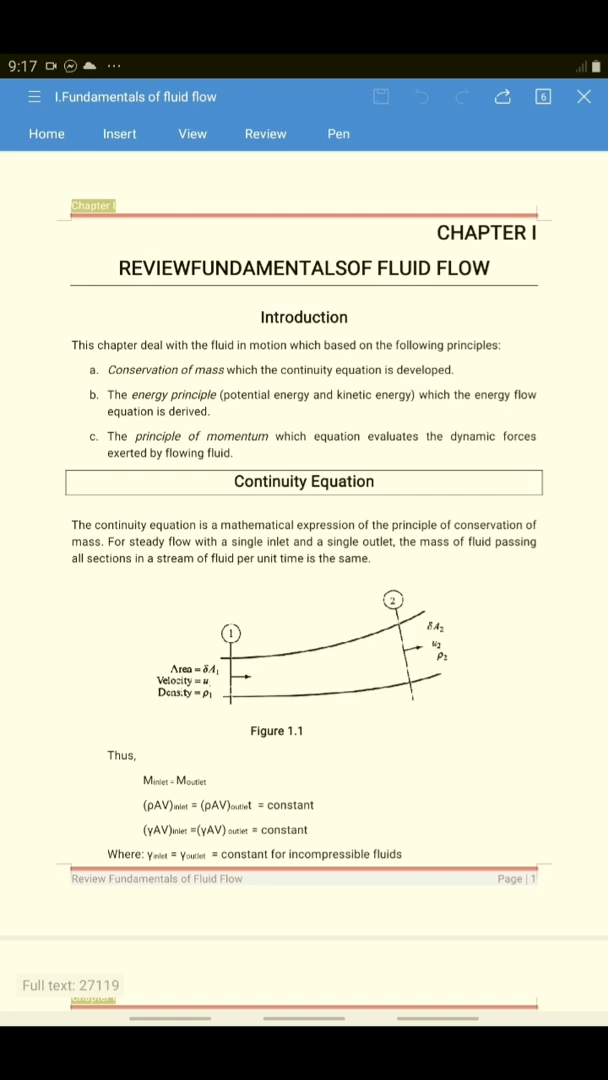 9:17 ...
I.Fundamentals of fluid flow 6
Home Insert View Review Pen
Chapter I
CHAPTER I
REVIEWFUNDAMENTALSOF FLUID FLOW
Introduction
This chapter deal with the fluid in motion which based on the following principles:
a. Conservation of mass which the continuity equation is developed.
b. The energy principle (potential energy and kinetic energy) which the energy flow
equation is derived.
c. The principle of momentum which equation evaluates the dynamic forces
exerted by flowing fluid.
Continuity Equation
The continuity equation is a mathematical expression of the principle of conservation of
mass. For steady flow with a single inlet and a single outlet, the mass of fluid passing
all sections in a stream of fluid per unit time is the same.
2
1
δA₂
u₂
ρ₂
Area = δA₁
Velocity = u
Density = ρ₁
Figure 1.1
Thus,
Minlet = Moutlet
(ρAV)inlet = (ρAV)outlet = constant
(γAV)inlet =(γAV) outlet = constant
Where: γinlet = γoutlet = constant for incompressible fluids
Review Fundamentals of Fluid Flow Page | 1
Full text: 27119
Chapter I